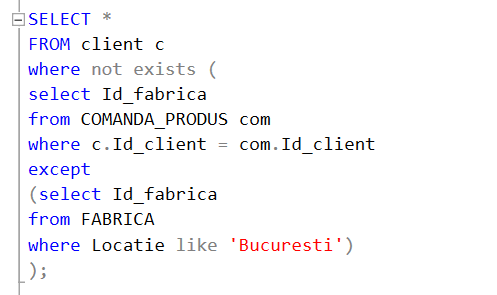 SELECT *
FROM client c
where not exists (
select Id_fabrica
from COMANDA_PRODUS com
where c.Id_client = com.Id_client
except
(select Id_fabrica
from FABRICA
where Locatie like 'Bucuresti')
);